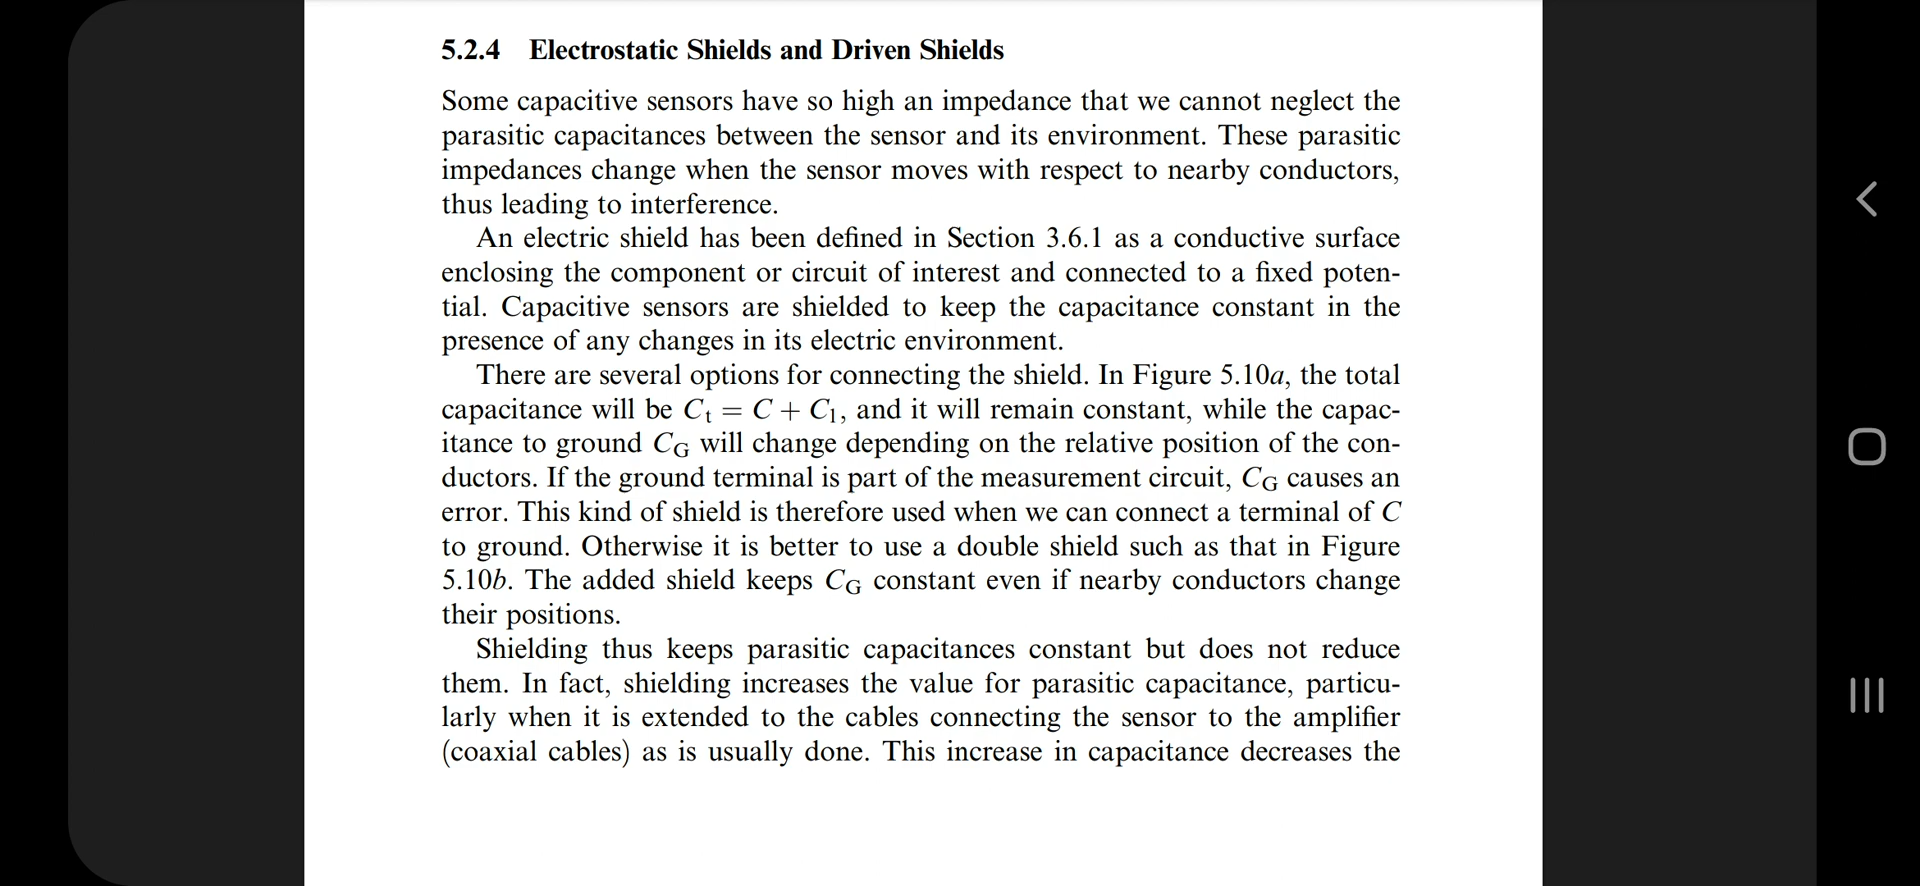 5.2.4 Electrostatic Shields and Driven Shields
Some capacitive sensors have so high an impedance that we cannot neglect the
parasitic capacitances between the sensor and its environment. These parasitic
impedances change when the sensor moves with respect to nearby conductors,
thus leading to interference.
An electric shield has been defined in Section 3.6.1 as a conductive surface
enclosing the component or circuit of interest and connected to a fixed poten-
tial. Capacitive sensors are shielded to keep the capacitance constant in the
presence of any changes in its electric environment.
There are several options for connecting the shield. In Figure 5.10a, the total
capacitance will be Cₜ = C + C₁, and it will remain constant, while the capac-
itance to ground C_G will change depending on the relative position of the con-
ductors. If the ground terminal is part of the measurement circuit, C_G causes an
error. This kind of shield is therefore used when we can connect a terminal of C
to ground. Otherwise it is better to use a double shield such as that in Figure
5.10b. The added shield keeps C_G constant even if nearby conductors change
their positions.
Shielding thus keeps parasitic capacitances constant but does not reduce
them. In fact, shielding increases the value for parasitic capacitance, particu-
larly when it is extended to the cables connecting the sensor to the amplifier
(coaxial cables) as is usually done. This increase in capacitance decreases the